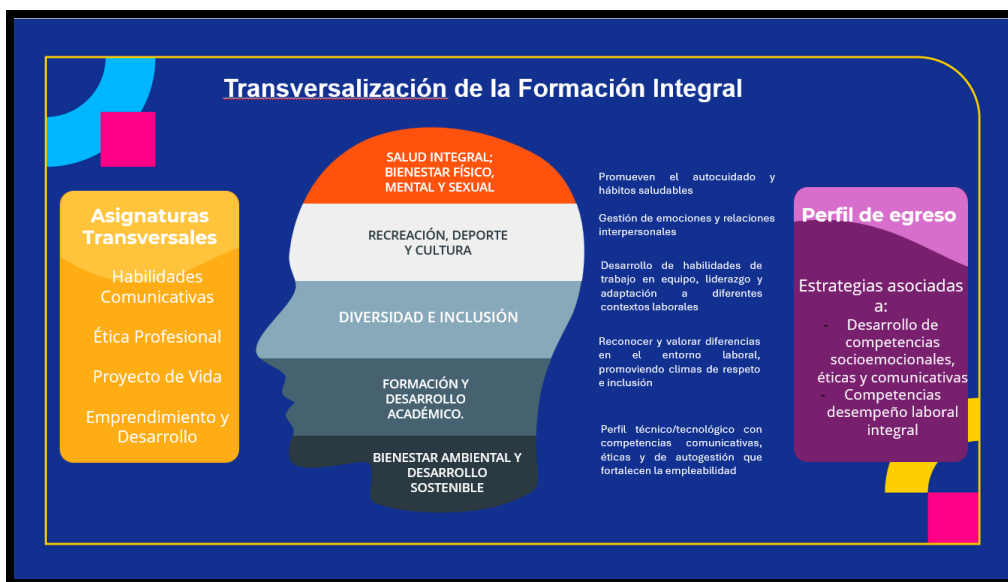 Transversalización de la Formación Integral
Asignaturas
Transversales
Habilidades
Comunicativas
Ética Profesional
Proyecto de Vida
Emprendimiento y
Desarrollo
SALUD INTEGRAL;
BIENESTAR FÍSICO,
MENTAL Y SEXUAL
RECREACIÓN, DEPORTE
Y CULTURA
DIVERSIDAD E INCLUSIÓN
FORMACIÓN Y
DESARROLLO
ACADÉMICO.
BIENESTAR AMBIENTAL Y
DESARROLLO
SOSTENIBLE
Promueven el autocuidado y
hábitos saludables
Gestión de emociones y relaciones
interpersonales
Desarrollo de habilidades de
trabajo en equipo, liderazgo y
adaptación a diferentes
contextos laborales
Reconocer y valorar diferencias
en el entorno laboral,
promoviendo climas de respeto
e inclusión
Perfil técnico/tecnológico con
competencias comunicativas,
éticas y de autogestión que
fortalecen la empleabilidad
Perfil de egreso
Estrategias asociadas
a:
- Desarrollo de
competencias
socioemocionales,
éticas y comunicativas
- Competencias
desempeño laboral
integral